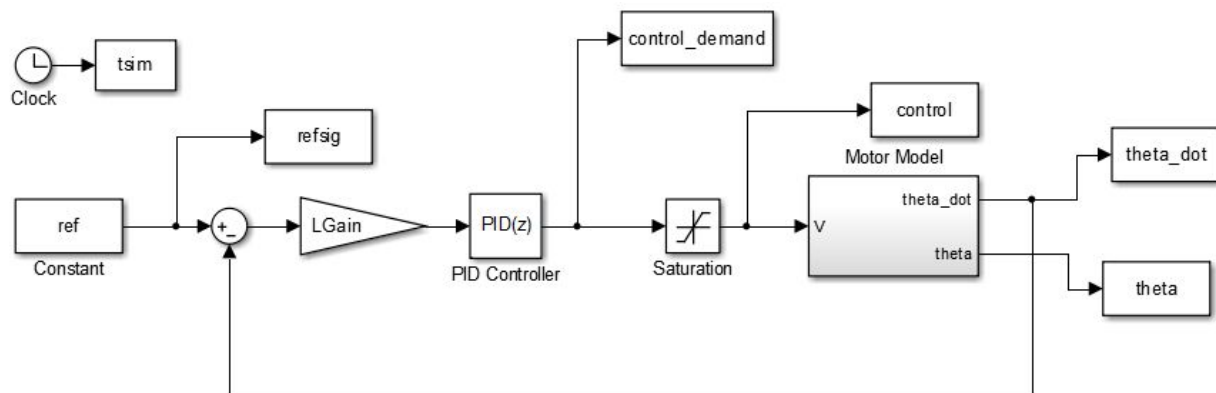 control_demand
tsim
Clock
control
refsig
Motor Model
theta_dot
theta_dot
ref
+
−
LGain
PID(z)
V
Constant
PID Controller
Saturation
theta
theta